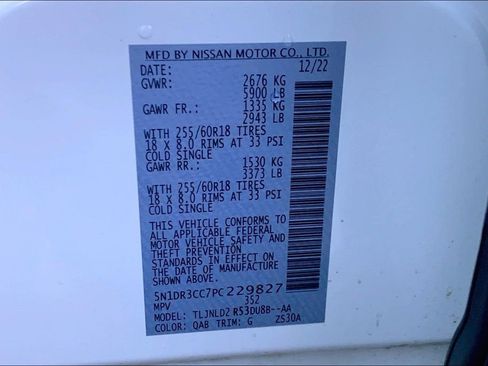 MFD BY NISSAN MOTOR CO., LTD.
DATE: 12/22
GVWR: 2676 KG
5900 LB
GAWR FR.: 1335 KG
2943 LB
WITH 255/60R18 TIRES
18 X 8.0 RIMS AT 33 PSI
COLD SINGLE
GAWR RR.: 1530 KG
3373 LB
WITH 255/60R18 TIRES
18 X 8.0 RIMS AT 33 PSI
COLD SINGLE
THIS VEHICLE CONFORMS TO
ALL APPLICABLE FEDERAL
MOTOR VEHICLE SAFETY AND
THEFT PREVENTION
STANDARDS IN EFFECT ON
THE DATE OF MANUFACTURE
SHOWN ABOVE.
5N1DR3CC7PC229827
MPV 352
MODEL: TLJNLD2 R53DU8B--AA
COLOR: QAB TRIM: G ZS30A